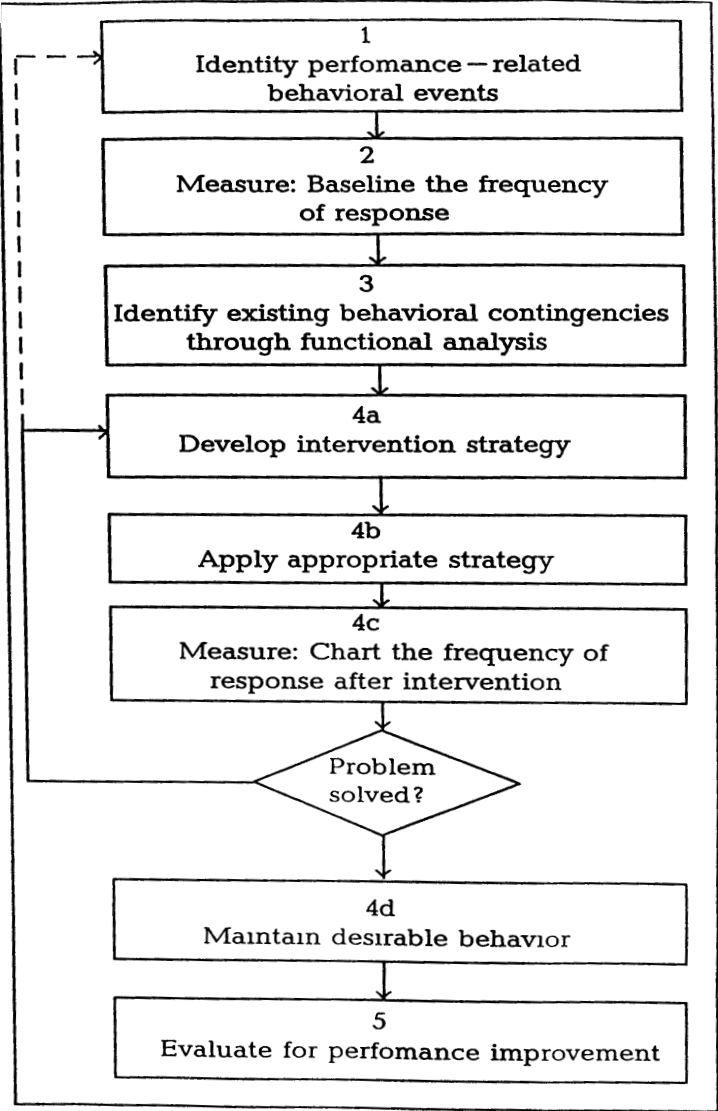 1
Identity perfomance — related
behavioral events
2
Measure: Baseline the frequency
of response
3
Identify existing behavioral contingencies
through functional analysis
4a
Develop intervention strategy
4b
Apply appropriate strategy
4c
Measure: Chart the frequency of
response after intervention
Problem
solved?
4d
Maintain desirable behavior
5
Evaluate for perfomance improvement